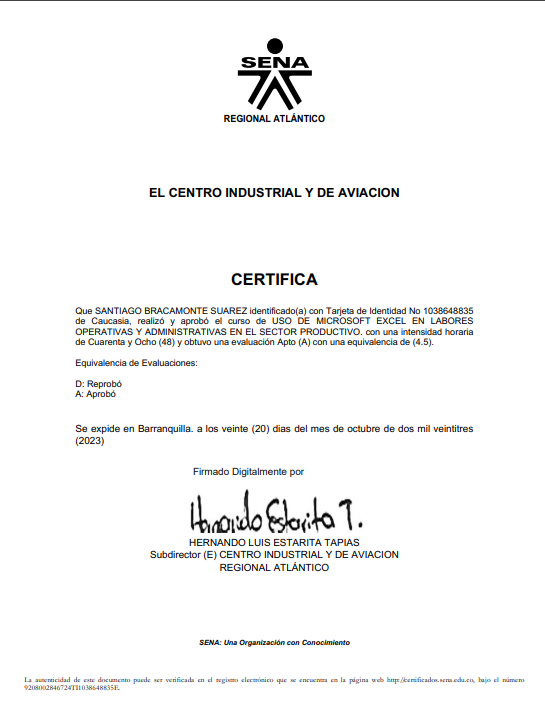 SENA
REGIONAL ATLÁNTICO
EL CENTRO INDUSTRIAL Y DE AVIACION
CERTIFICA
Que SANTIAGO BRACAMONTE SUAREZ identificado(a) con Tarjeta de Identidad No 1038648835
de Caucasia, realizó y aprobó el curso de USO DE MICROSOFT EXCEL EN LABORES
OPERATIVAS Y ADMINISTRATIVAS EN EL SECTOR PRODUCTIVO. con una intensidad horaria
de Cuarenta y Ocho (48) y obtuvo una evaluación Apto (A) con una equivalencia de (4.5).
Equivalencia de Evaluaciones:
D: Reprobó
A: Aprobó
Se expide en Barranquilla. a los veinte (20) dias del mes de octubre de dos mil veintitres
(2023)
Firmado Digitalmente por
Hernando Estarita T.
HERNANDO LUIS ESTARITA TAPIAS
Subdirector (E) CENTRO INDUSTRIAL Y DE AVIACION
REGIONAL ATLÁNTICO
SENA: Una Organización con Conocimiento
La autenticidad de este documento puede ser verificada en el registro electrónico que se encuentra en la página web http://certificados.sena.edu.co, bajo el número
9208002846724TI1038648835E.